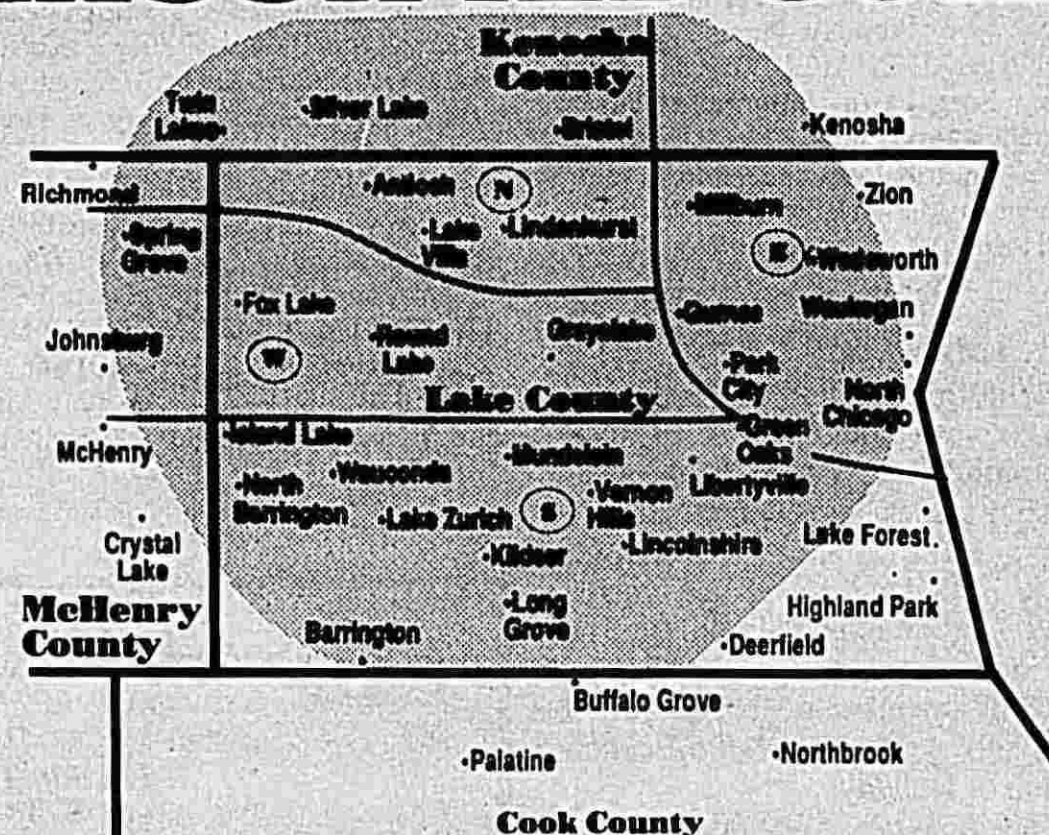 Kenosha
County
Twin
Lakes
Silver Lake
Bristol
Kenosha
Richmond
Antioch
N
Millburn
Zion
Spring
Grove
Lake
Villa
Lindenhurst
E
Wadsworth
Fox Lake
Gurnee
Waukegan
Johnsburg
W
Round
Lake
Grayslake
Park
City
North
Chicago
Lake County
McHenry
Island Lake
Green
Oaks
North
Barrington
Wauconda
Mundelein
Vernon
Hills
Libertyville
Lake Zurich
S
Crystal
Lake
Kildeer
Lincolnshire
Lake Forest
McHenry
County
Long
Grove
Highland Park
Barrington
Deerfield
Buffalo Grove
Palatine
Northbrook
Cook County